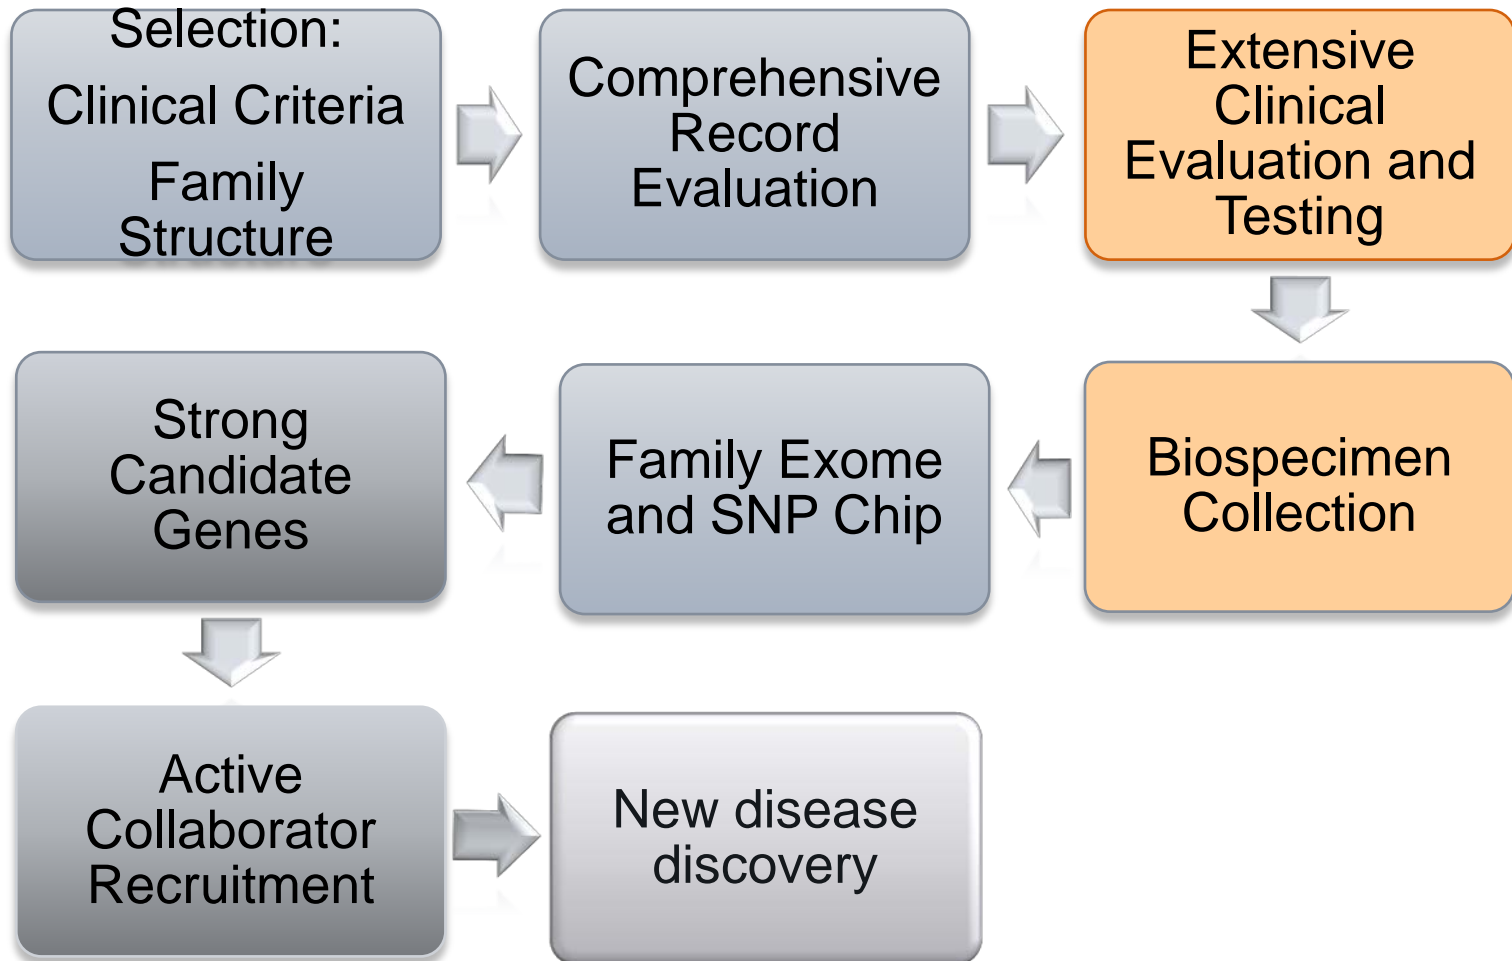 Selection:
Clinical Criteria
Family
Structure
Comprehensive
Record
Evaluation
Extensive
Clinical
Evaluation and
Testing
Biospecimen
Collection
Family Exome
and SNP Chip
Strong
Candidate
Genes
Active
Collaborator
Recruitment
New disease
discovery